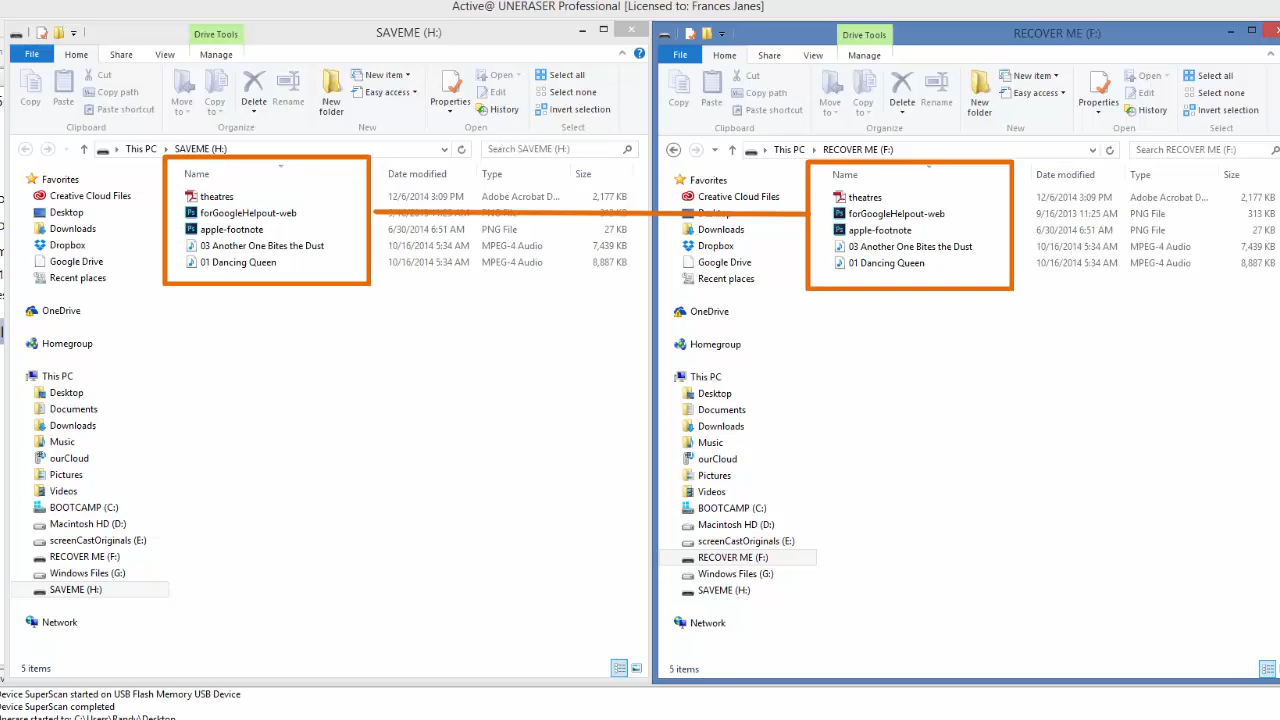 Active@ UNERASER Professional [Licensed to: Frances Janes]
Drive Tools
SAVEME (H:)
File Home Share View Manage
Copy
Paste
Cut
Copy path
Paste shortcut
Clipboard
Move to
Copy to
Delete
Rename
Organize
New folder
New item
Easy access
New
Properties
Open
Edit
History
Open
Select all
Select none
Invert selection
Select
This PC SAVEME (H:)
Search SAVEME (H:)
Name Date modified Type Size
theatres 12/6/2014 3:09 PM Adobe Acrobat D... 2,177 KB
forGoogleHelpout-web
apple-footnote 6/30/2014 6:51 AM PNG File 27 KB
03 Another One Bites the Dust 10/16/2014 5:34 AM MPEG-4 Audio 7,439 KB
01 Dancing Queen 10/16/2014 5:34 AM MPEG-4 Audio 8,887 KB
Favorites
Creative Cloud Files
Desktop
Downloads
Dropbox
Google Drive
Recent places
OneDrive
Homegroup
This PC
Desktop
Documents
Downloads
Music
ourCloud
Pictures
Videos
BOOTCAMP (C:)
Macintosh HD (D:)
screenCastOriginals (E:)
RECOVER ME (F:)
Windows Files (G:)
SAVEME (H:)
Network
5 items
Drive Tools
RECOVER ME (F:)
File Home Share View Manage
Copy
Paste
Cut
Copy path
Paste shortcut
Clipboard
Move to
Copy to
Delete
Rename
Organize
New folder
New item
Easy access
New
Properties
Open
Edit
History
Open
Select all
Select none
Invert selection
Select
This PC RECOVER ME (F:)
Search RECOVER ME (F:)
Name Date modified Type Size
theatres 12/6/2014 3:09 PM Adobe Acrobat D... 2,177 KB
forGoogleHelpout-web 9/16/2013 11:25 AM PNG File 313 KB
apple-footnote 6/30/2014 6:51 AM PNG File 27 KB
03 Another One Bites the Dust 10/16/2014 5:34 AM MPEG-4 Audio 7,439 KB
01 Dancing Queen 10/16/2014 5:34 AM MPEG-4 Audio 8,887 KB
Favorites
Creative Cloud Files
Downloads
Dropbox
Google Drive
Recent places
OneDrive
Homegroup
This PC
Desktop
Documents
Downloads
Music
ourCloud
Pictures
Videos
BOOTCAMP (C:)
Macintosh HD (D:)
screenCastOriginals (E:)
RECOVER ME (F:)
Windows Files (G:)
SAVEME (H:)
Network
5 items
Device SuperScan started on USB Flash Memory USB Device
Device SuperScan completed
started to: C:\Users\Randy\Desktop